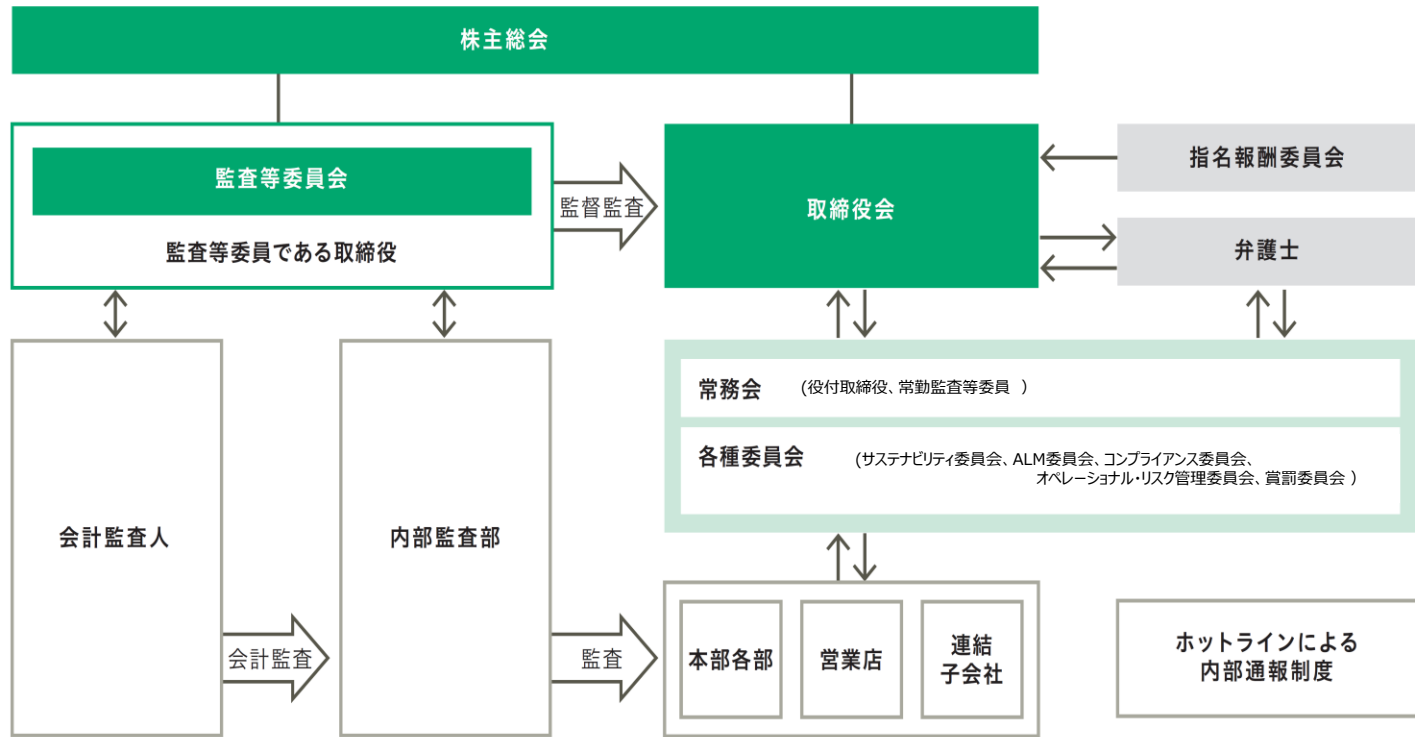 株主総会
監査等委員会
監査等委員である取締役
監督監査
取締役会
指名報酬委員会
弁護士
常務会 (役付取締役、常勤監査等委員 )
各種委員会 (サステナビリティ委員会、ALM委員会、コンプライアンス委員会、
オペレーショナル・リスク管理委員会、賞罰委員会 )
会計監査人
会計監査
内部監査部
監査
本部各部
営業店
連結
子会社
ホットラインによる
内部通報制度